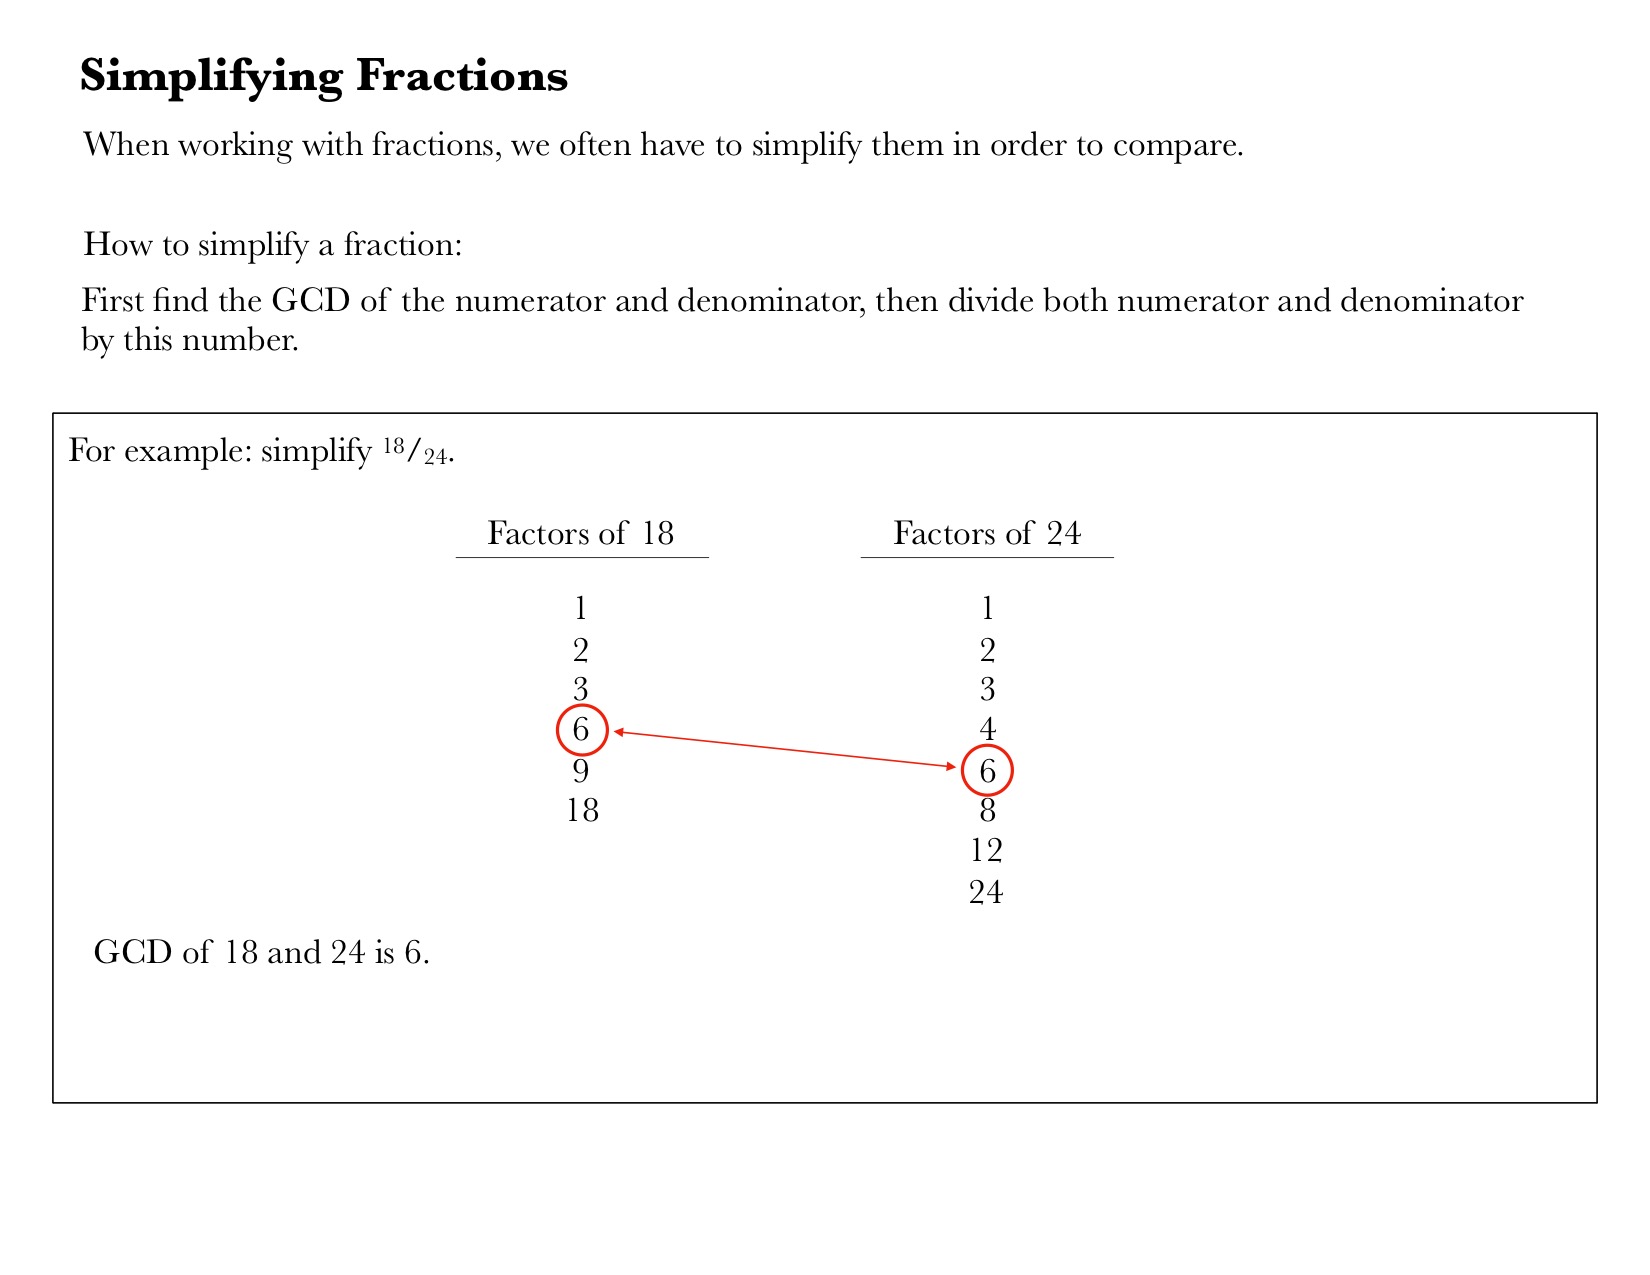 Simplifying Fractions
When working with fractions, we often have to simplify them in order to compare.
How to simplify a fraction:
First find the GCD of the numerator and denominator, then divide both numerator and denominator
by this number.
For example: simplify 18/24.
Factors of 18 Factors of 24
1 1
2 2
3 3
6 4
9 6
18 8
12
24
GCD of 18 and 24 is 6.